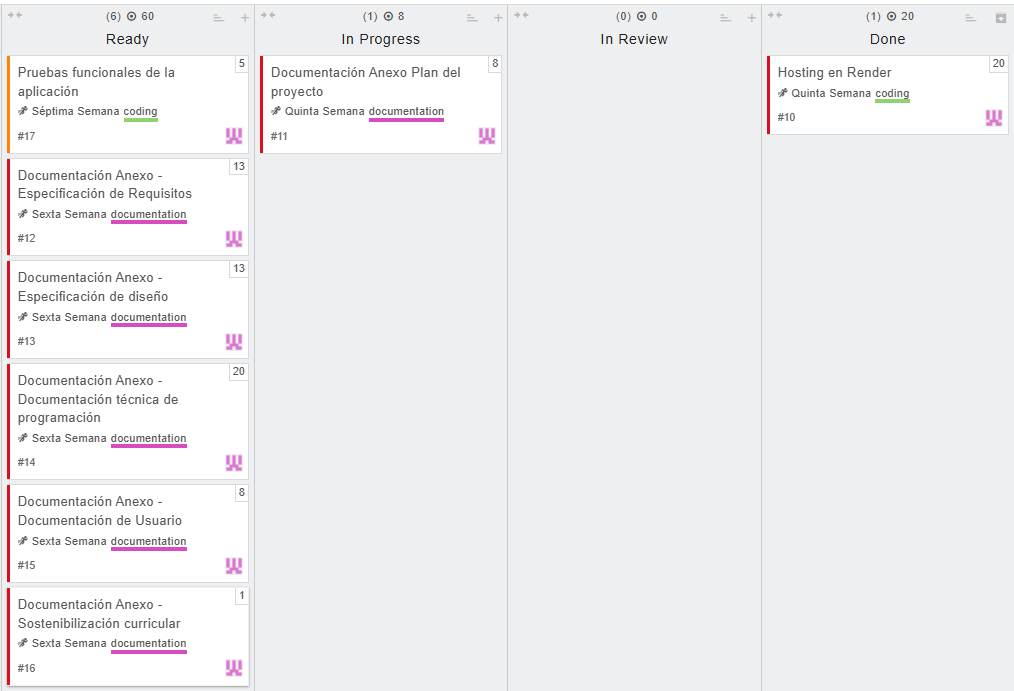 (6) 60
Ready
5
Pruebas funcionales de la
aplicación
Séptima Semana coding
#17
13
Documentación Anexo -
Especificación de Requisitos
Sexta Semana documentation
#12
13
Documentación Anexo -
Especificación de diseño
Sexta Semana documentation
#13
20
Documentación Anexo -
Documentación técnica de
programación
Sexta Semana documentation
#14
8
Documentación Anexo -
Documentación de Usuario
Sexta Semana documentation
#15
1
Documentación Anexo -
Sostenibilización curricular
Sexta Semana documentation
#16
(1) 8
In Progress
8
Documentación Anexo Plan del
proyecto
Quinta Semana documentation
#11
(0) 0
In Review
(1) 20
Done
20
Hosting en Render
Quinta Semana coding
#10